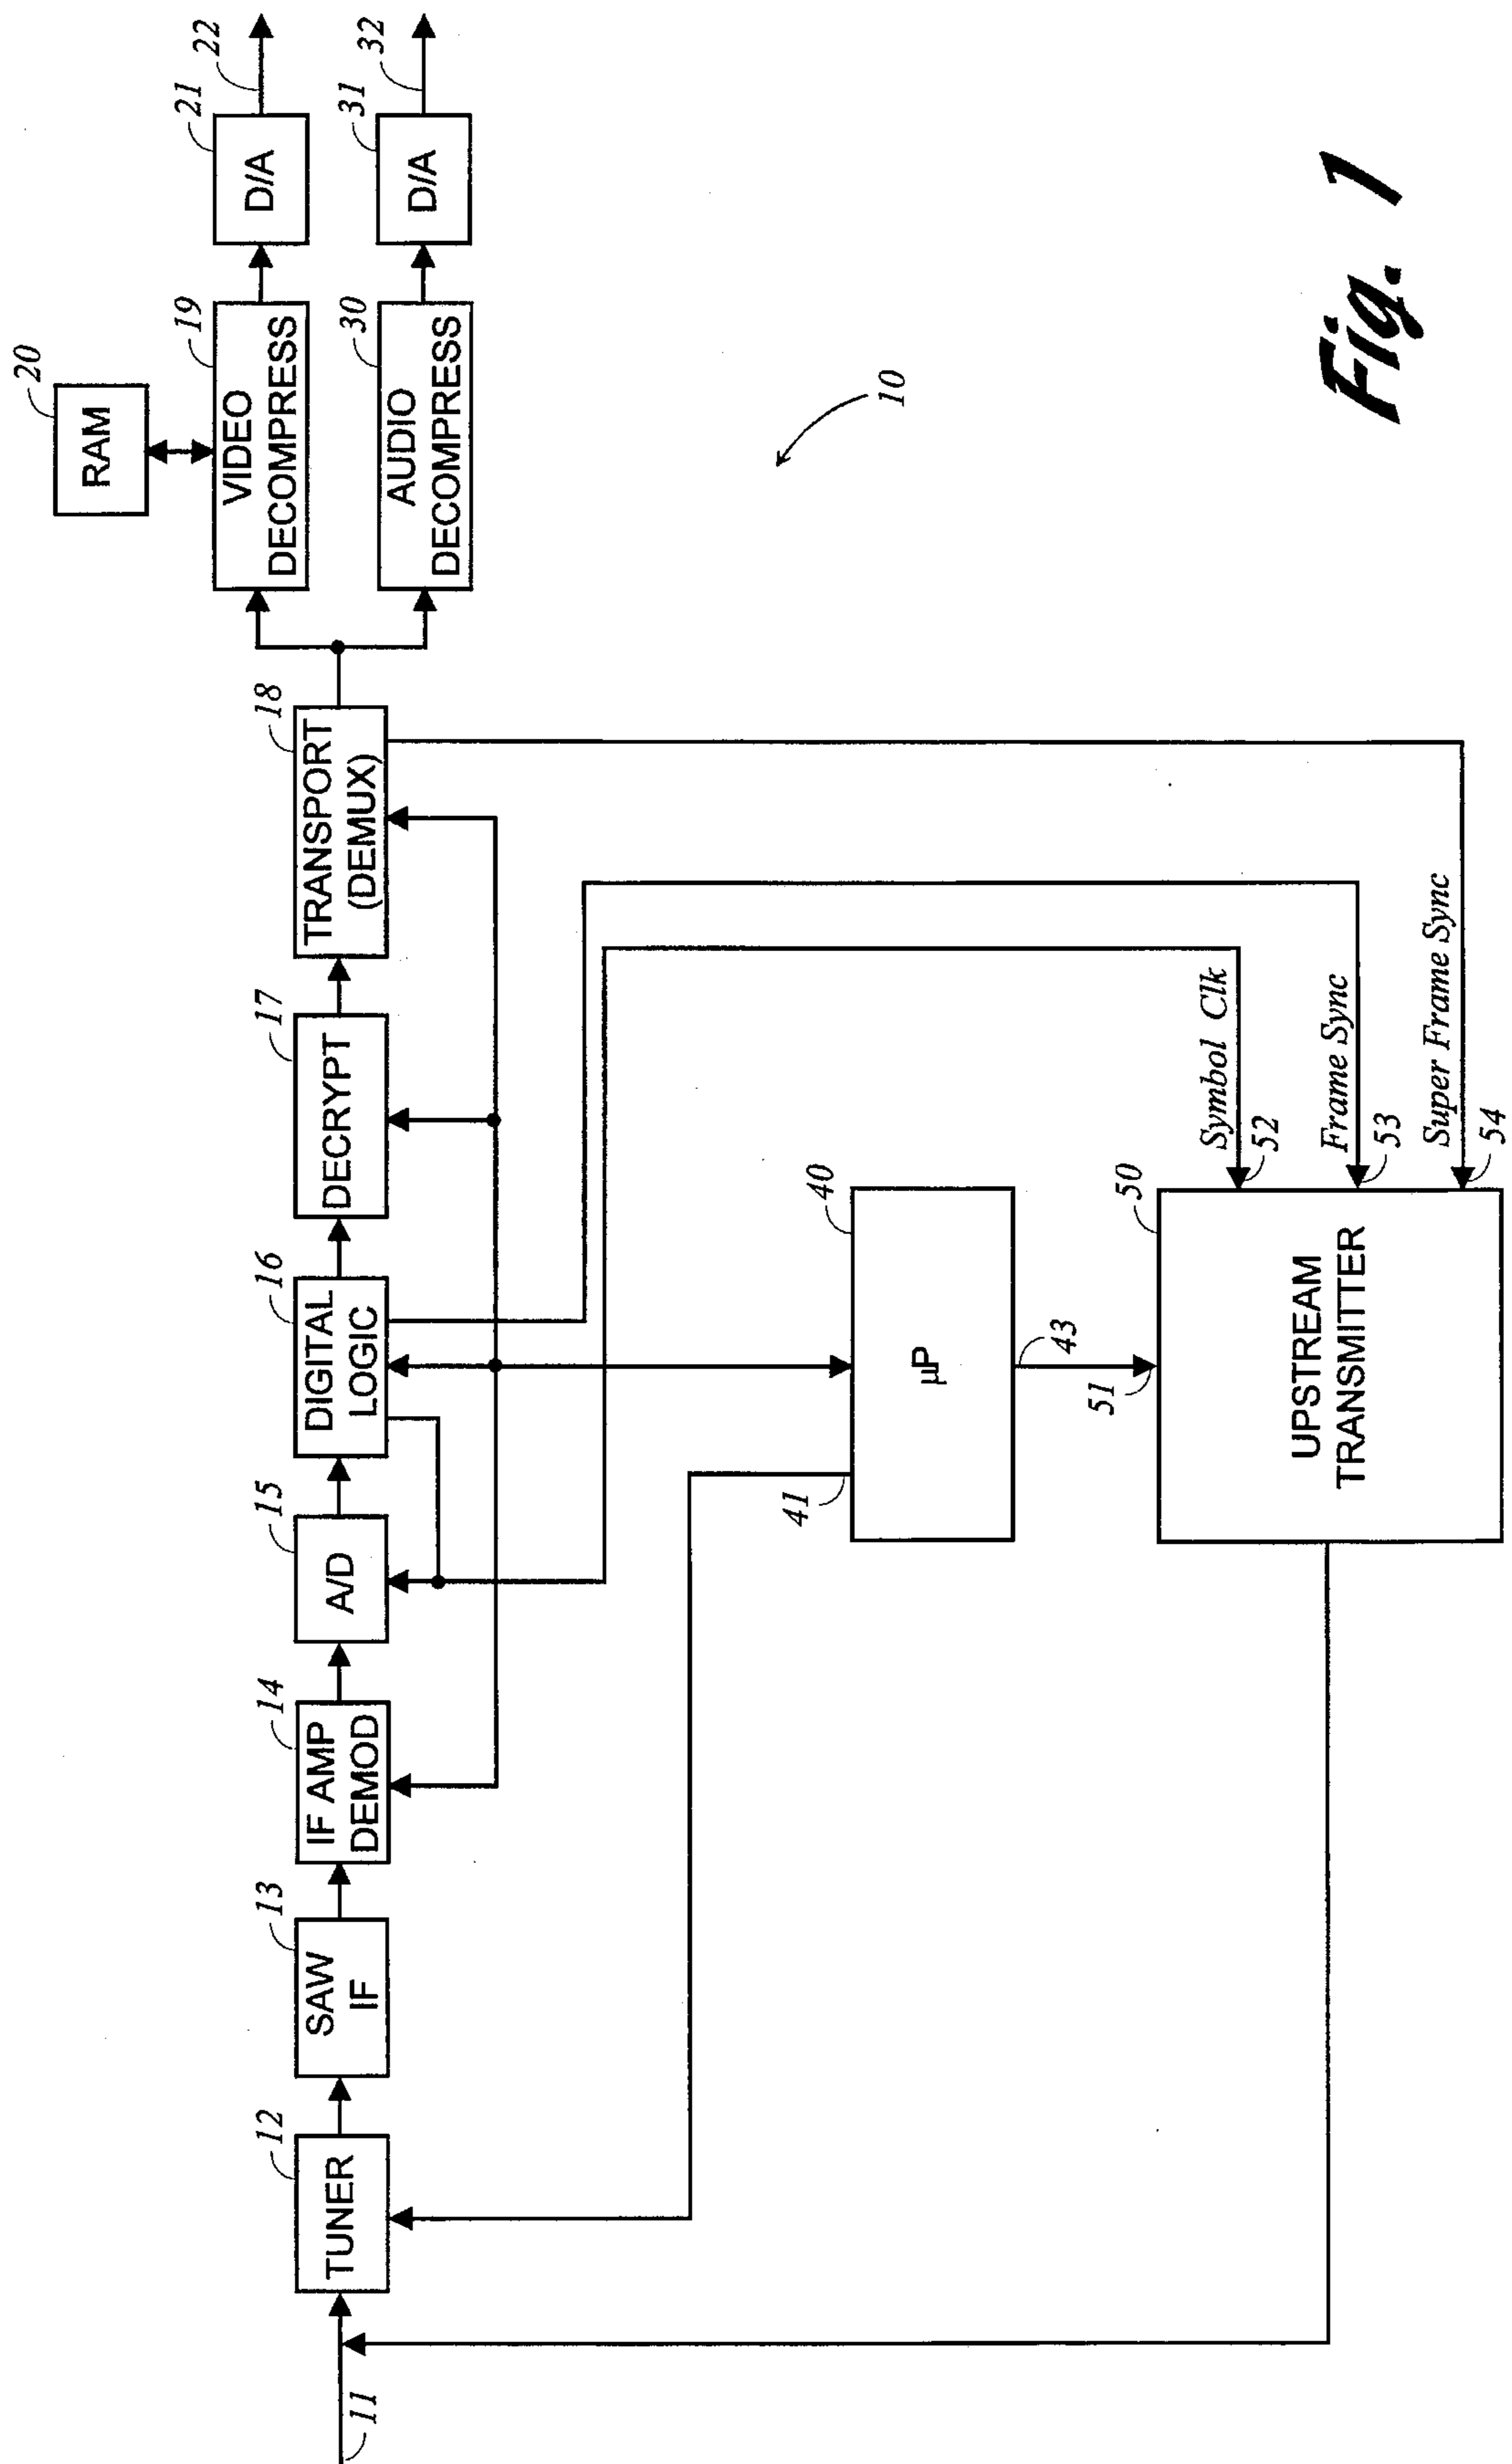 20
RAM
19
21
22
VIDEO
DECOMPRESS
D/A
11
12
TUNER
13
SAW
IF
14
IF AMP
DEMOD
15
A/D
16
DIGITAL
LOGIC
17
DECRYPT
18
TRANSPORT
(DEMUX)
30
31
32
AUDIO
DECOMPRESS
D/A
10
41
40
µP
43
51
50
UPSTREAM
TRANSMITTER
Symbol Clk
52
Frame Sync
53
Super Frame Sync
54
Fig. 1